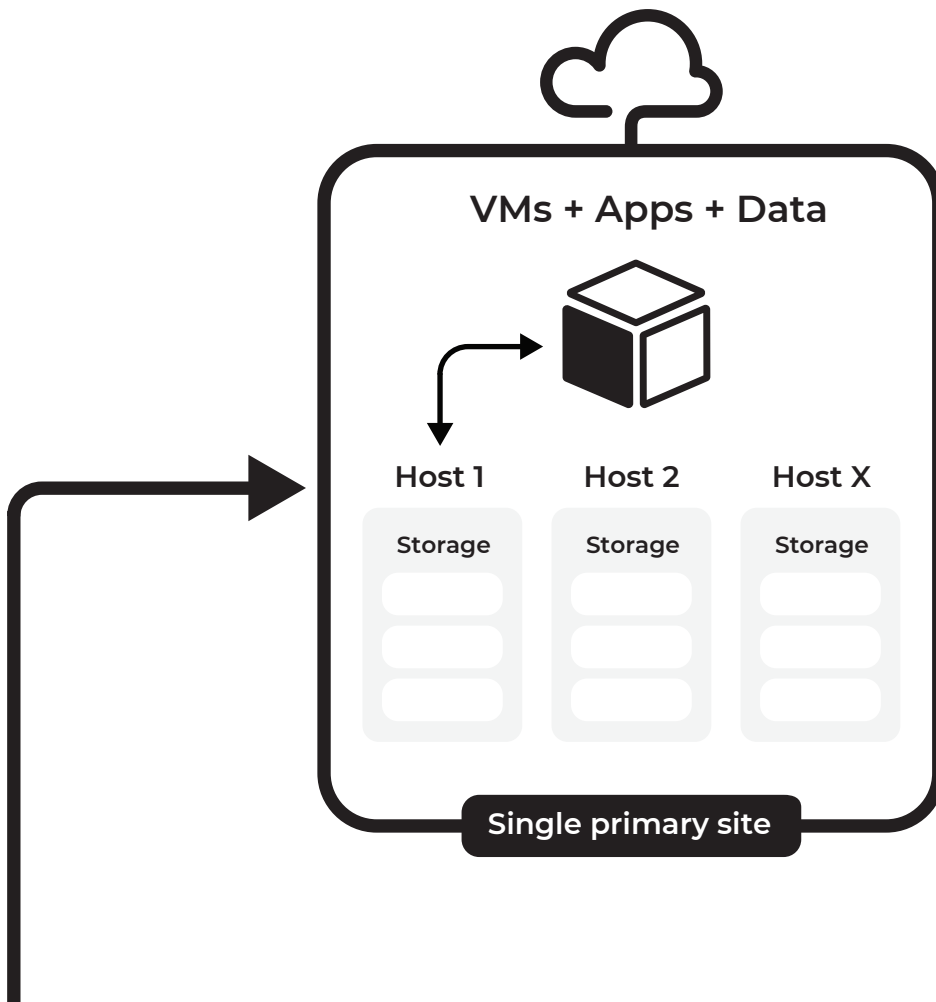 VMs + Apps + Data
Host 1
Host 2
Host X
Storage
Storage
Storage
Single primary site